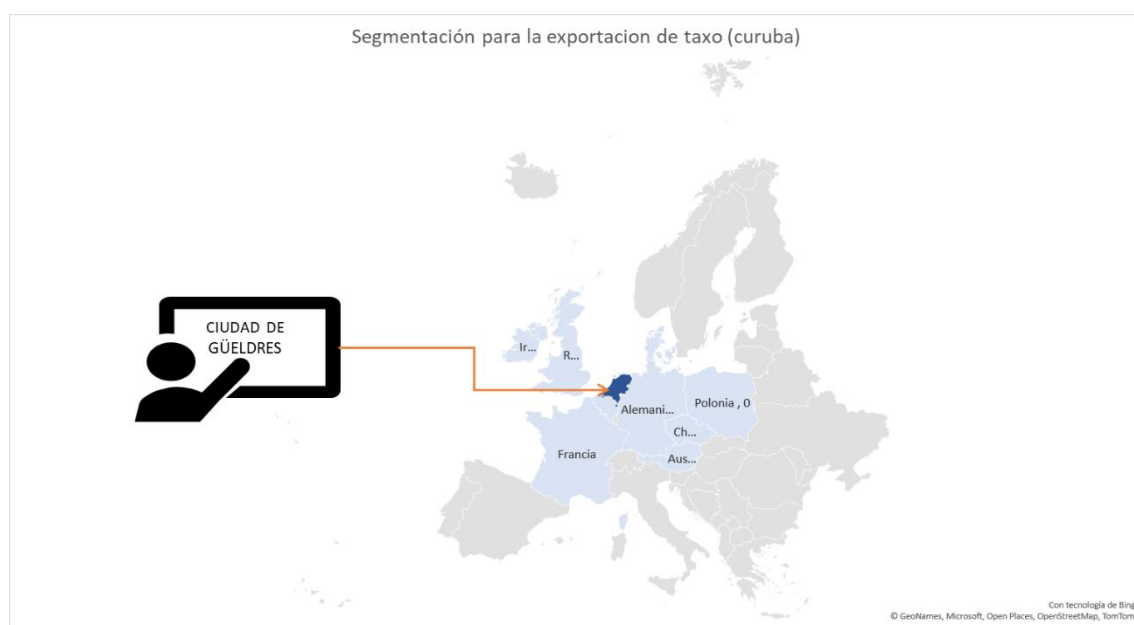 Segmentación para la exportacion de taxo (curuba)
CIUDAD DE
GÜELDRES
Ir...
R...
Alemani...
Polonia , 0
Ch...
Francia
Aus...
Con tecnología de Bing
© GeoNames, Microsoft, Open Places, OpenStreetMap, TomTom